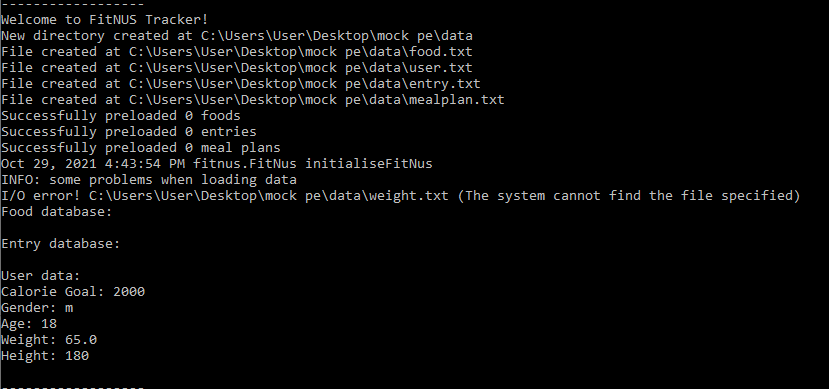 ------------------
Welcome to FitNUS Tracker!
New directory created at C:\Users\User\Desktop\mock pe\data
File created at C:\Users\User\Desktop\mock pe\data\food.txt
File created at C:\Users\User\Desktop\mock pe\data\user.txt
File created at C:\Users\User\Desktop\mock pe\data\entry.txt
File created at C:\Users\User\Desktop\mock pe\data\mealplan.txt
Successfully preloaded 0 foods
Successfully preloaded 0 entries
Successfully preloaded 0 meal plans
Oct 29, 2021 4:43:54 PM fitnus.FitNus initialiseFitNus
INFO: some problems when loading data
I/O error! C:\Users\User\Desktop\mock pe\data\weight.txt (The system cannot find the file specified)
Food database:
Entry database:
User data:
Calorie Goal: 2000
Gender: m
Age: 18
Weight: 65.0
Height: 180
------------------